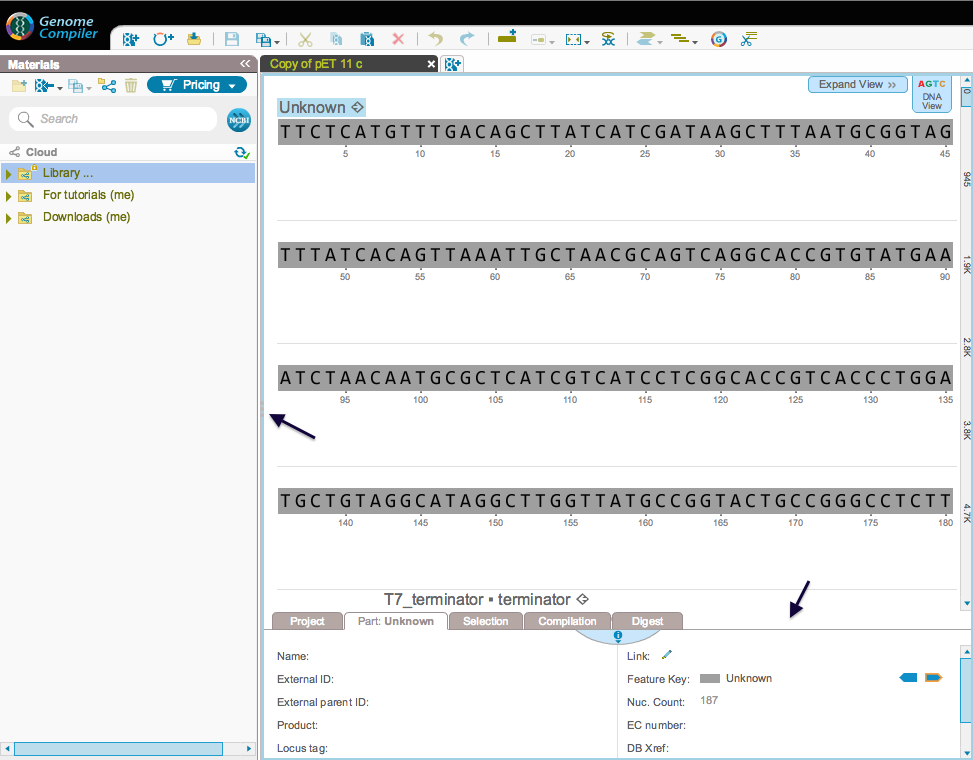 Genome
Compiler
Materials
Pricing
Search
NCBI
Cloud
Library ...
For tutorials (me)
Downloads (me)
Copy of pET 11 c
Expand View
AGTC
DNA
View
Unknown
TTCTCATGTTTGACAGCTTATCATCGATAAGCTTTAATGCGGTAG
5 10 15 20 25 30 35 40 45
TTTATCACAGTTAAATTGCTAACGCAGTCAGGCACCGTGTATGAA
50 55 60 65 70 75 80 85 90
ATCTAACAATGCGCTCATCGTCATCCTCGGCACCGTCACCCTGGA
95 100 105 110 115 120 125 130 135
TGCTGTAGGCATAGGCTTGGTTATGCCGGTACTGCCGGGCCTCTT
140 145 150 155 160 165 170 175 180
0
945
1.9K
2.8K
3.8K
4.7K
T7_terminator • terminator
Project Part: Unknown Selection Compilation Digest
Name:
External ID:
External parent ID:
Product:
Locus tag:
Link:
Feature Key: Unknown
Nuc. Count: 187
EC number:
DB Xref: